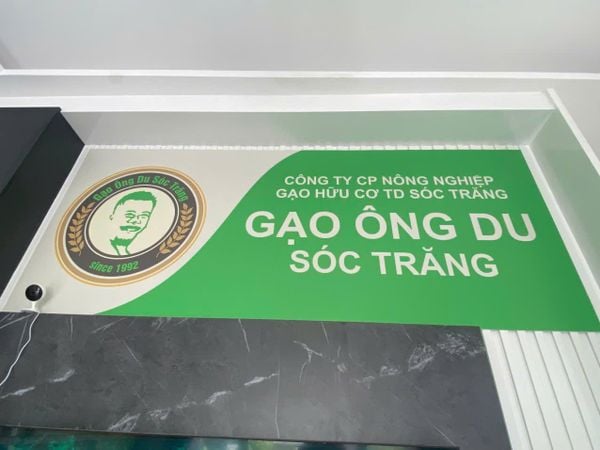 Gạo Ông Du Sóc Trăng
since 1992
CÔNG TY CP NÔNG NGHIỆP
GẠO HỮU CƠ TD SÓC TRĂNG
GẠO ÔNG DU
SÓC TRĂNG